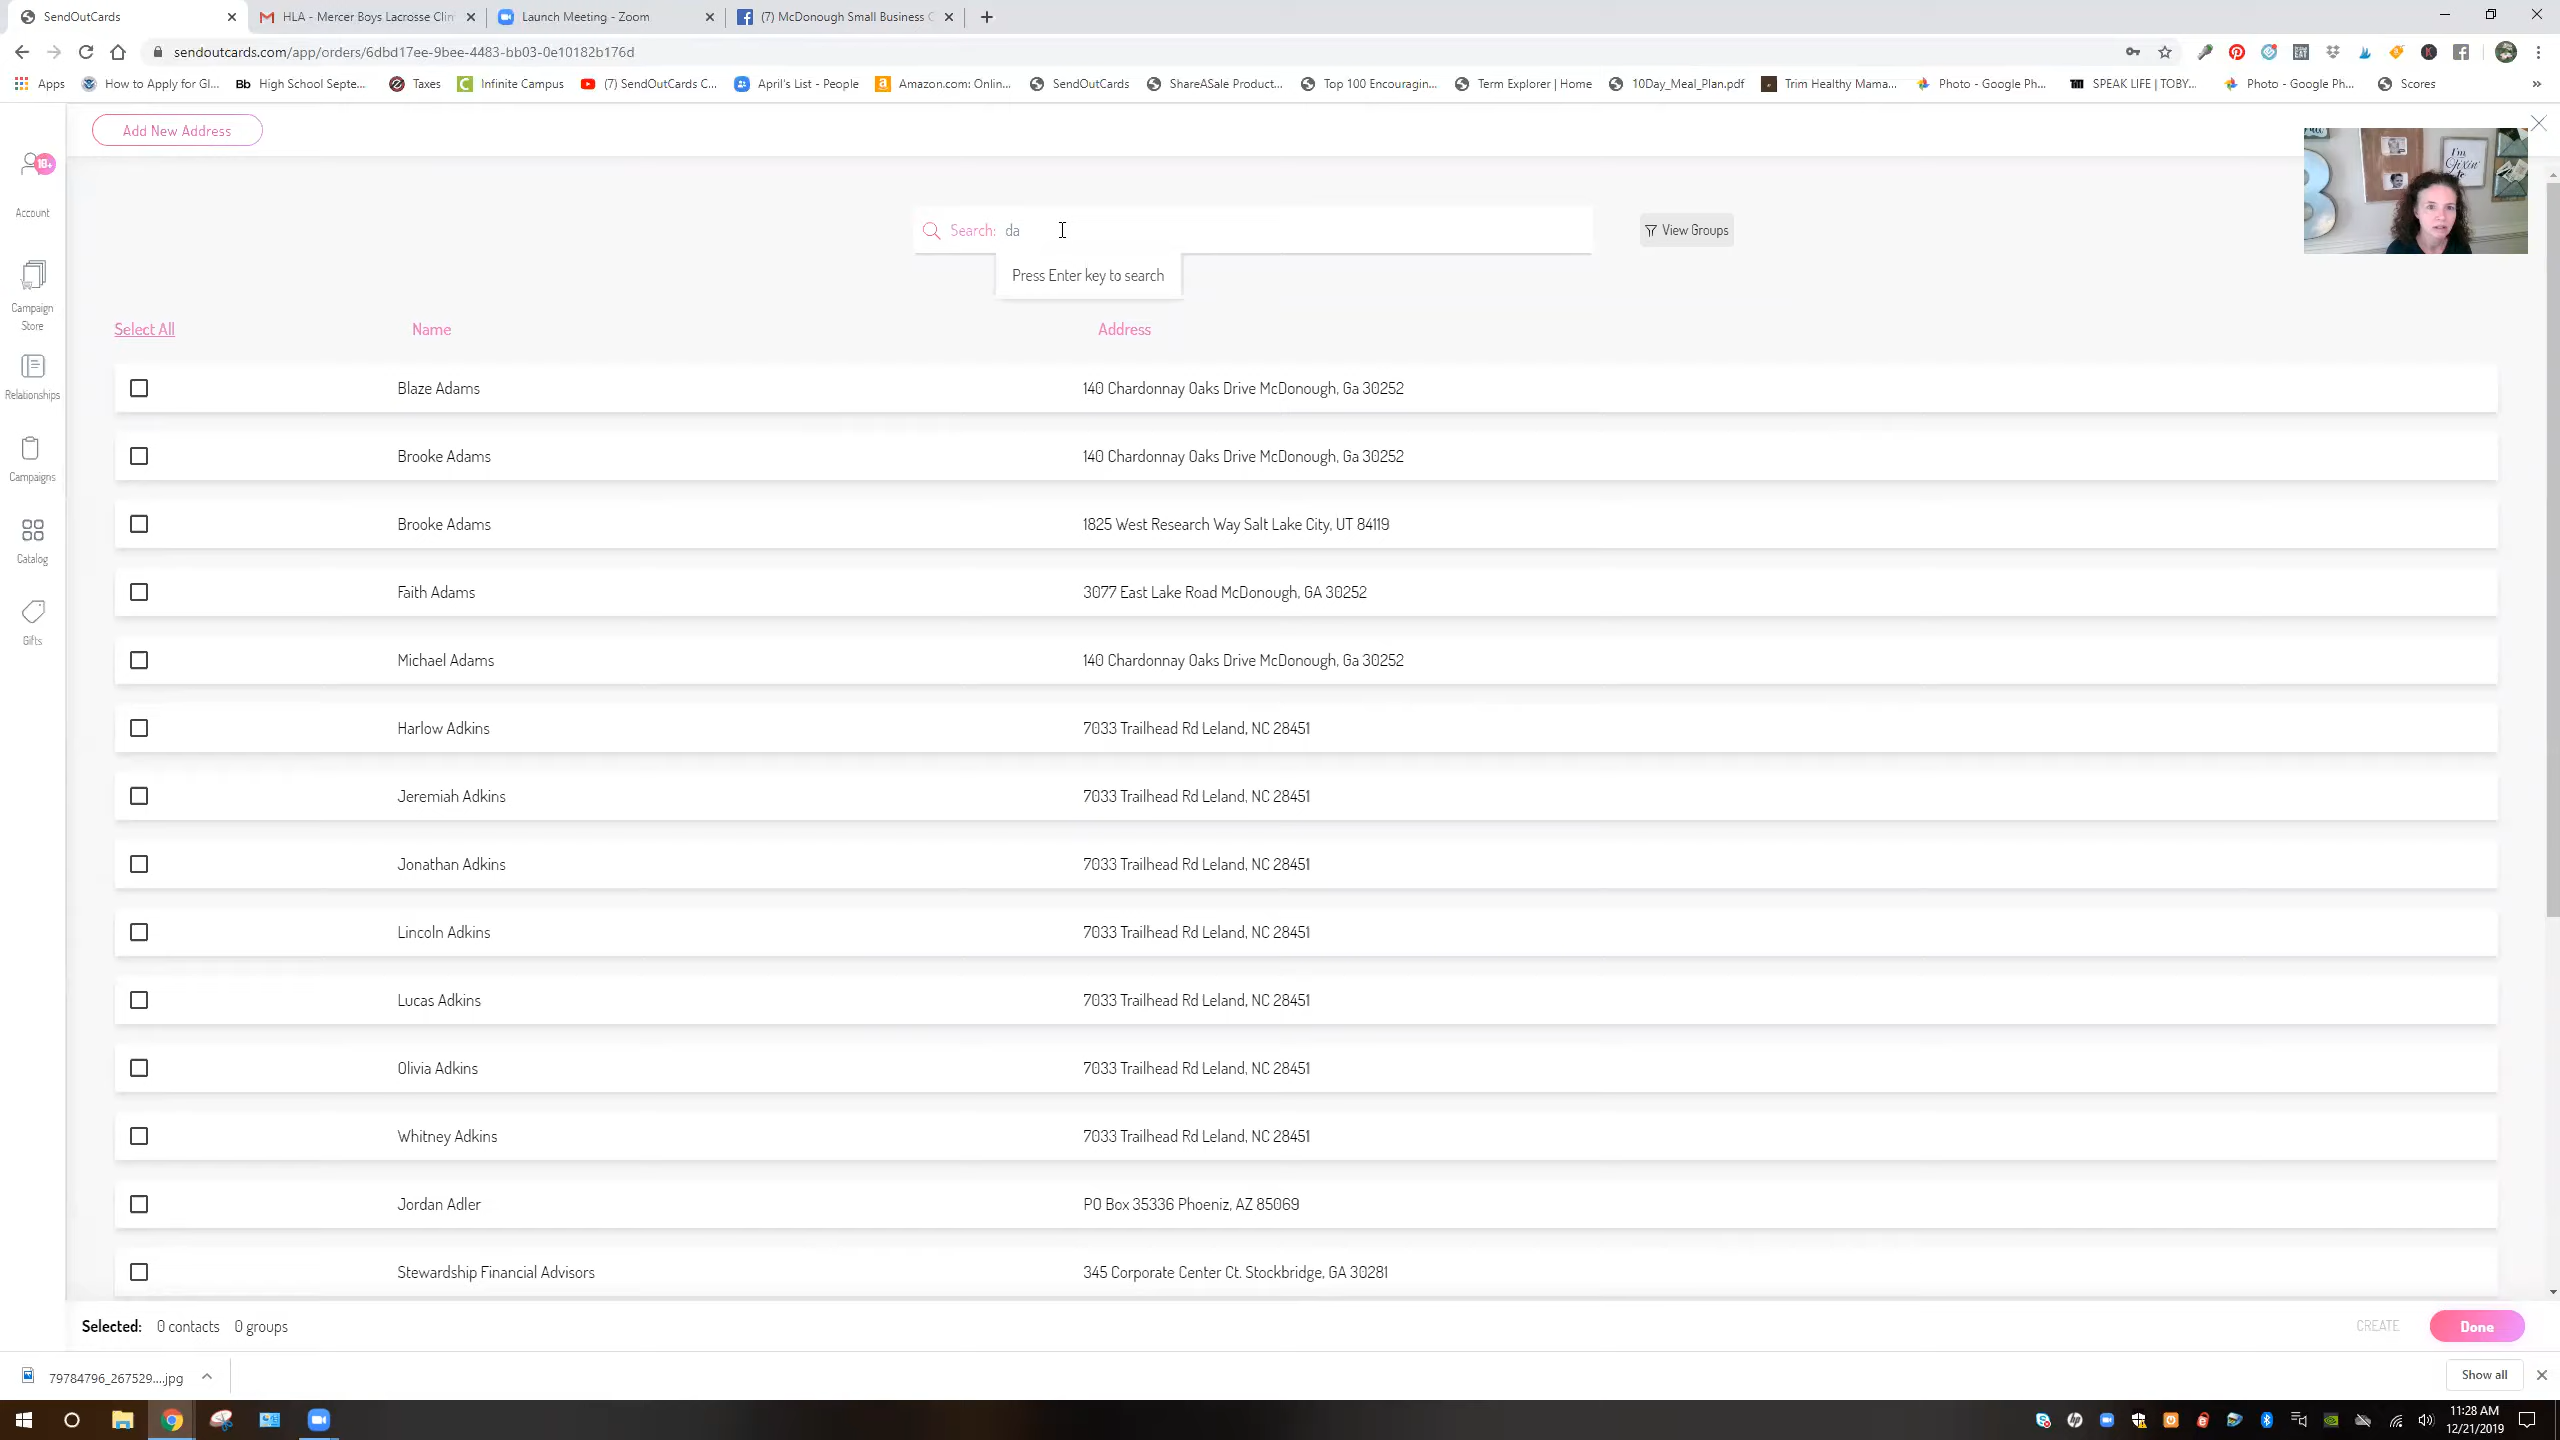 SendOutCards
HLA - Mercer Boys Lacrosse Clin
Launch Meeting - Zoom
(7) McDonough Small Business C
sendoutcards.com/app/orders/6dbd17ee-9bee-4483-bb03-0e10182b176d
Apps
How to Apply for Gl...
Bb
High School Septe...
Taxes
Infinite Campus
(7) SendOutCards C...
April's List - People
Amazon.com: Onlin...
SendOutCards
ShareASale Product...
Top 100 Encouragin...
Term Explorer | Home
10Day_Meal_Plan.pdf
Trim Healthy Mama...
Photo - Google Ph...
SPEAK LIFE | TOBY...
Photo - Google Ph...
Scores
»
Add New Address
I'm
Fixin'
to
18+
Account
Campaign
Store
Relationships
Campaigns
Catalog
Gifts
Search: da
View Groups
Press Enter key to search
Select All Name Address
Blaze Adams 140 Chardonnay Oaks Drive McDonough, Ga 30252
Brooke Adams 140 Chardonnay Oaks Drive McDonough, Ga 30252
Brooke Adams 1825 West Research Way Salt Lake City, UT 84119
Faith Adams 3077 East Lake Road McDonough, GA 30252
Michael Adams 140 Chardonnay Oaks Drive McDonough, Ga 30252
Harlow Adkins 7033 Trailhead Rd Leland, NC 28451
Jeremiah Adkins 7033 Trailhead Rd Leland, NC 28451
Jonathan Adkins 7033 Trailhead Rd Leland, NC 28451
Lincoln Adkins 7033 Trailhead Rd Leland, NC 28451
Lucas Adkins 7033 Trailhead Rd Leland, NC 28451
Olivia Adkins 7033 Trailhead Rd Leland, NC 28451
Whitney Adkins 7033 Trailhead Rd Leland, NC 28451
Jordan Adler PO Box 35336 Phoeniz, AZ 85069
Stewardship Financial Advisors 345 Corporate Center Ct. Stockbridge, GA 30281
Selected: 0 contacts 0 groups
CREATE
Done
79784796_267529....jpg
Show all
11:28 AM
12/21/2019